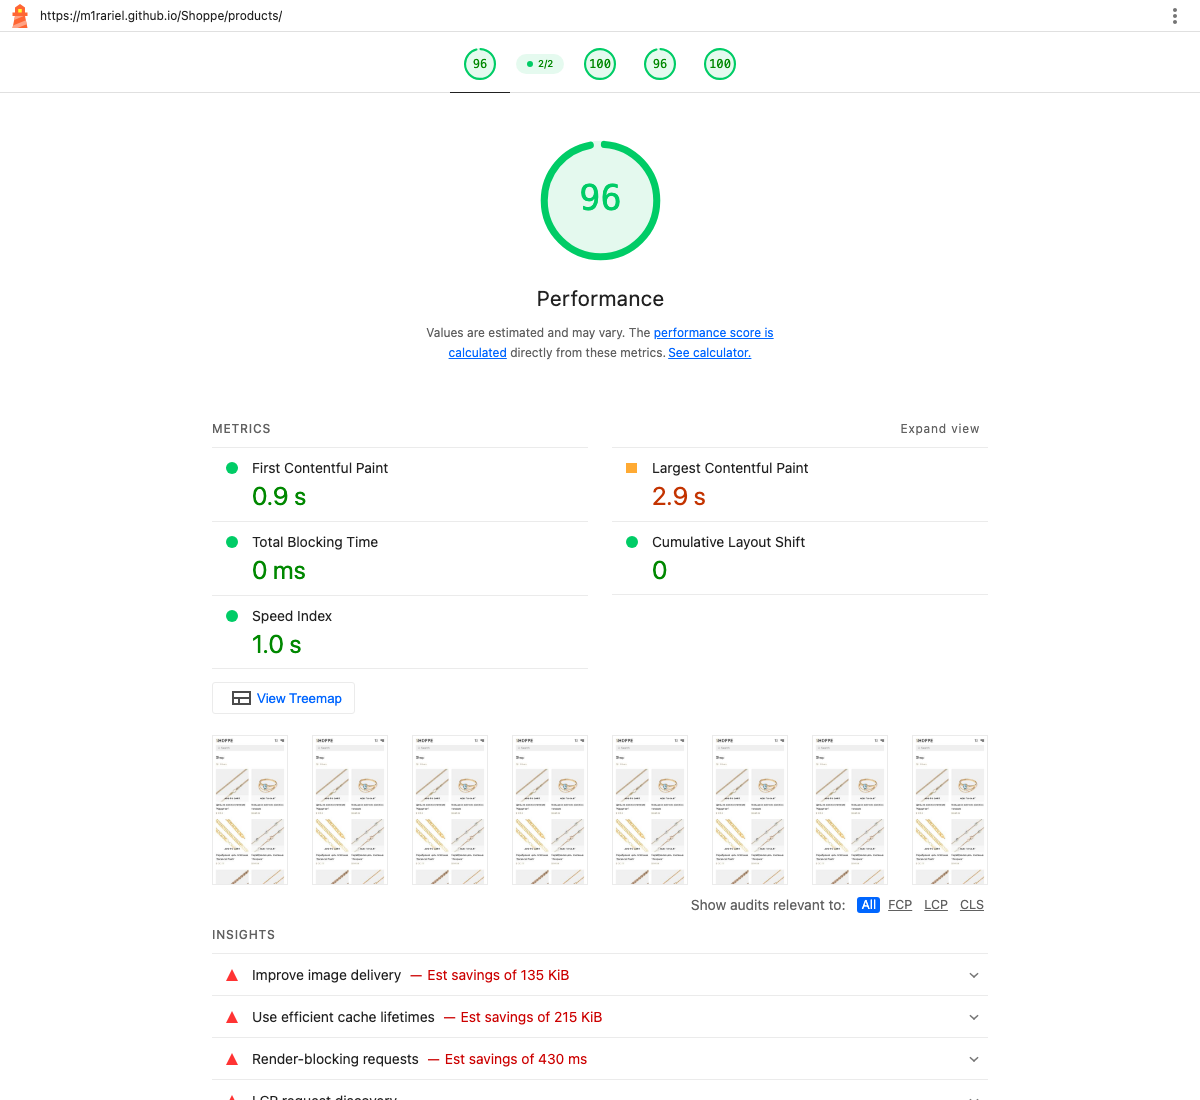 https://m1rariel.github.io/Shoppe/products/
96
2/2
100
96
100
96
Performance
Values are estimated and may vary. The performance score is
calculated directly from these metrics. See calculator.
METRICS
Expand view
First Contentful Paint
0.9 s
Largest Contentful Paint
2.9 s
Total Blocking Time
0 ms
Cumulative Layout Shift
0
Speed Index
1.0 s
View Treemap
Show audits relevant to: All FCP LCP CLS
INSIGHTS
Improve image delivery — Est savings of 135 KiB
Use efficient cache lifetimes — Est savings of 215 KiB
Render-blocking requests — Est savings of 430 ms
LCP request discovery